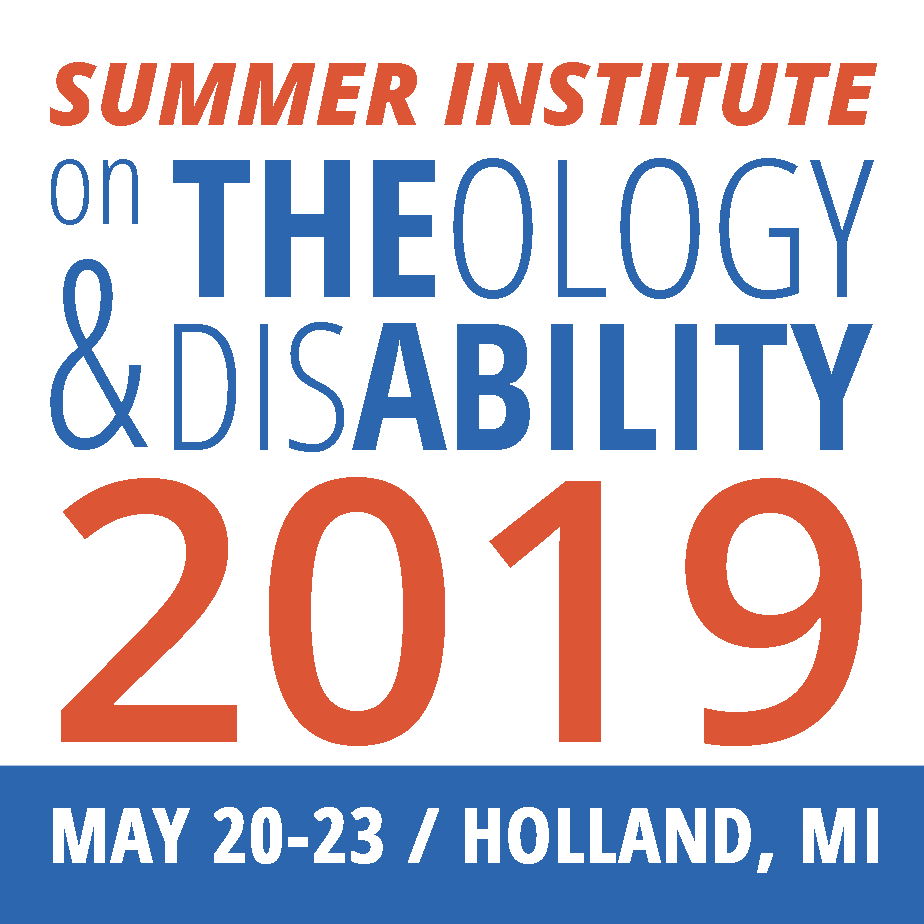 SUMMER INSTITUTE
on THEOLOGY
& DISABILITY
2019
MAY 20-23 / HOLLAND, MI